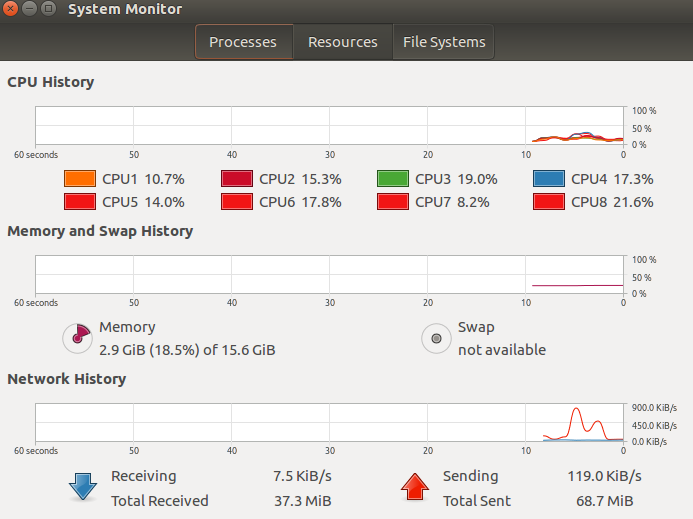 System Monitor
Processes Resources File Systems
CPU History
100 %
50 %
0 %
60 seconds 50 40 30 20 10 0
CPU1 10.7% CPU2 15.3% CPU3 19.0% CPU4 17.3%
CPU5 14.0% CPU6 17.8% CPU7 8.2% CPU8 21.6%
Memory and Swap History
100 %
50 %
0 %
60 seconds 50 40 30 20 10 0
Memory Swap
2.9 GiB (18.5%) of 15.6 GiB not available
Network History
900.0 KiB/s
450.0 KiB/s
0.0 KiB/s
60 seconds 50 40 30 20 10 0
Receiving 7.5 KiB/s Sending 119.0 KiB/s
Total Received 37.3 MiB Total Sent 68.7 MiB